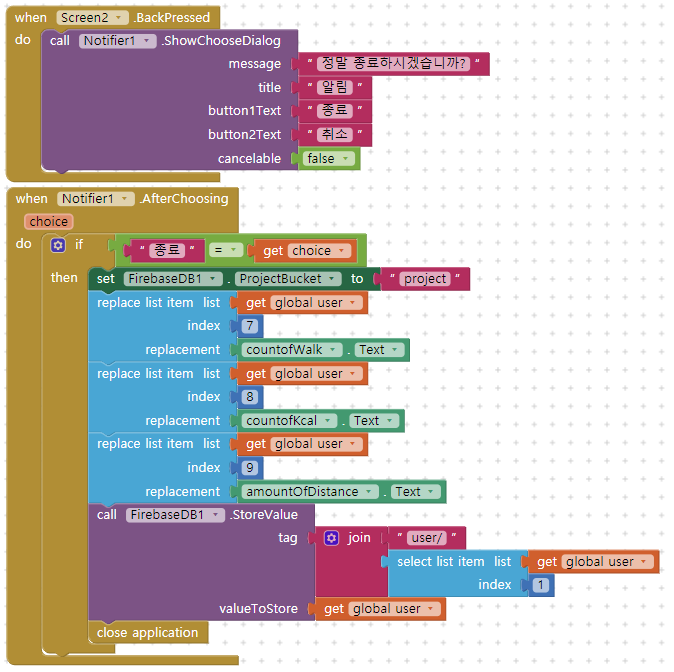 when Screen2 .BackPressed
do call Notifier1 .ShowChooseDialog
message " 정말 종료하시겠습니까? "
title " 알림 "
button1Text " 종료 "
button2Text " 취소 "
cancelable false
when Notifier1 .AfterChoosing
choice
do if " 종료 " = get choice
then set FirebaseDB1 . ProjectBucket to " project "
replace list item list get global user
index 7
replacement countofWalk . Text
replace list item list get global user
index 8
replacement countofKcal . Text
replace list item list get global user
index 9
replacement amountOfDistance . Text
call FirebaseDB1 .StoreValue
tag join " user/ "
select list item list get global user
index 1
valueToStore get global user
close application